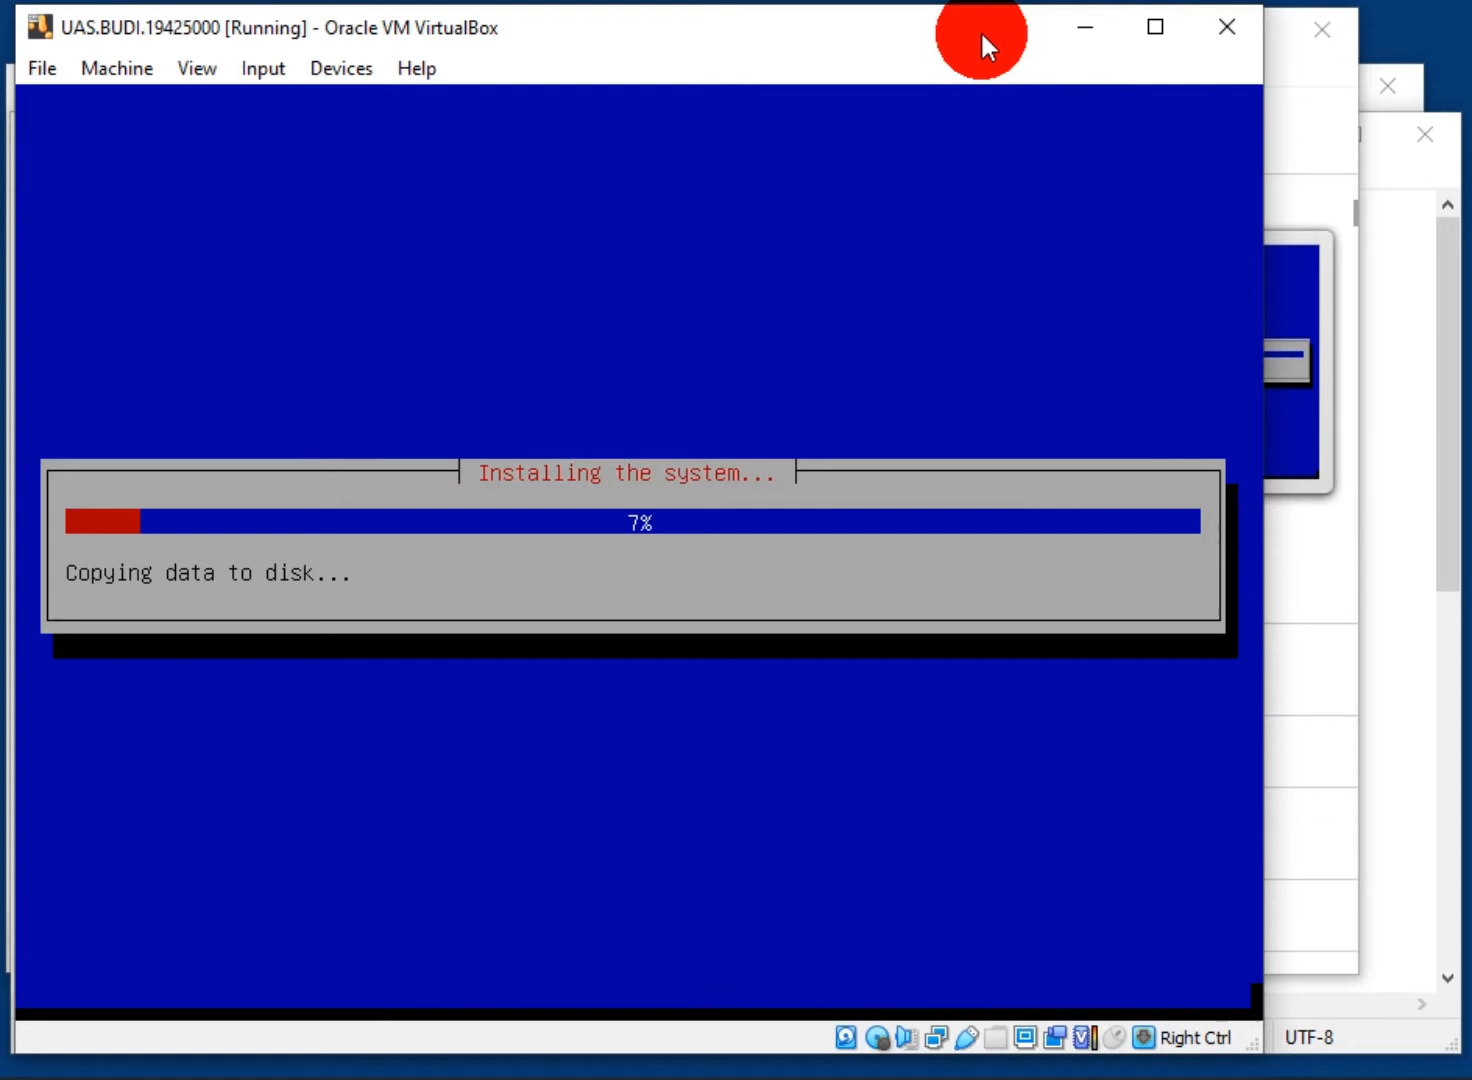 UAS.BUDI.19425000 [Running] - Oracle VM VirtualBox
File Machine View Input Devices Help
Installing the system...
7%
Copying data to disk...
Right Ctrl
UTF-8